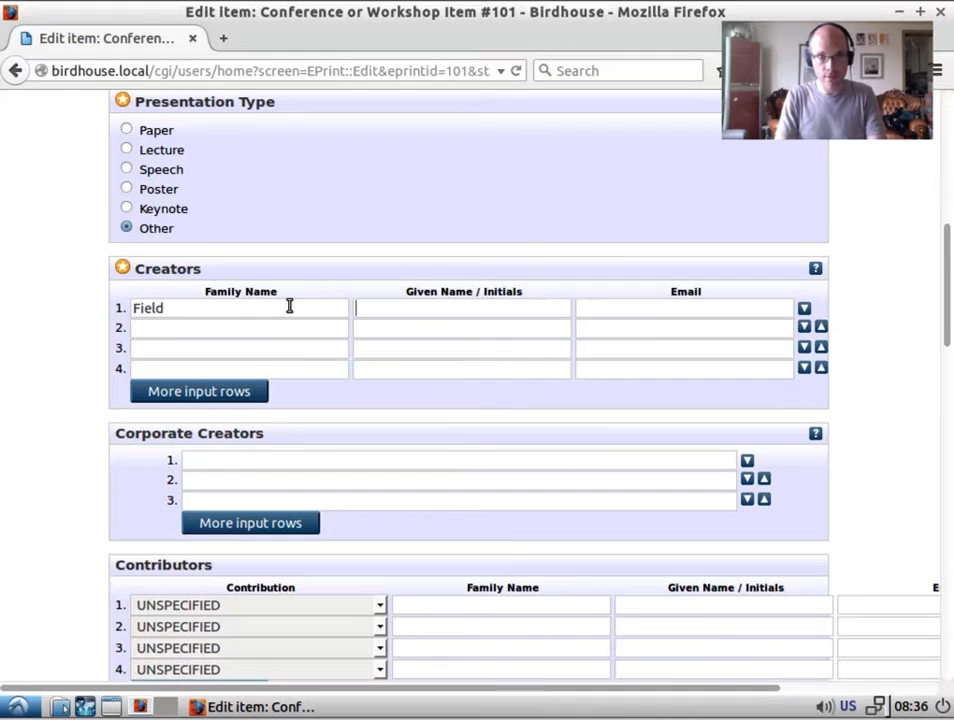 Edit item: Conference or Workshop Item #101 - Birdhouse - Mozilla Firefox
Edit item: Conferen...
birdhouse.local/cgi/users/home?screen=EPrint::Edit&eprintid=101&st
Search
Presentation Type
Paper
Lecture
Speech
Poster
Keynote
Other
Creators
Family Name Given Name / Initials Email
1. Field
2.
3.
4.
More input rows
Corporate Creators
1.
2.
3.
More input rows
Contributors
Contribution Family Name Given Name / Initials
1. UNSPECIFIED
2. UNSPECIFIED
3. UNSPECIFIED
4. UNSPECIFIED
Edit item: Conf... US 08:36